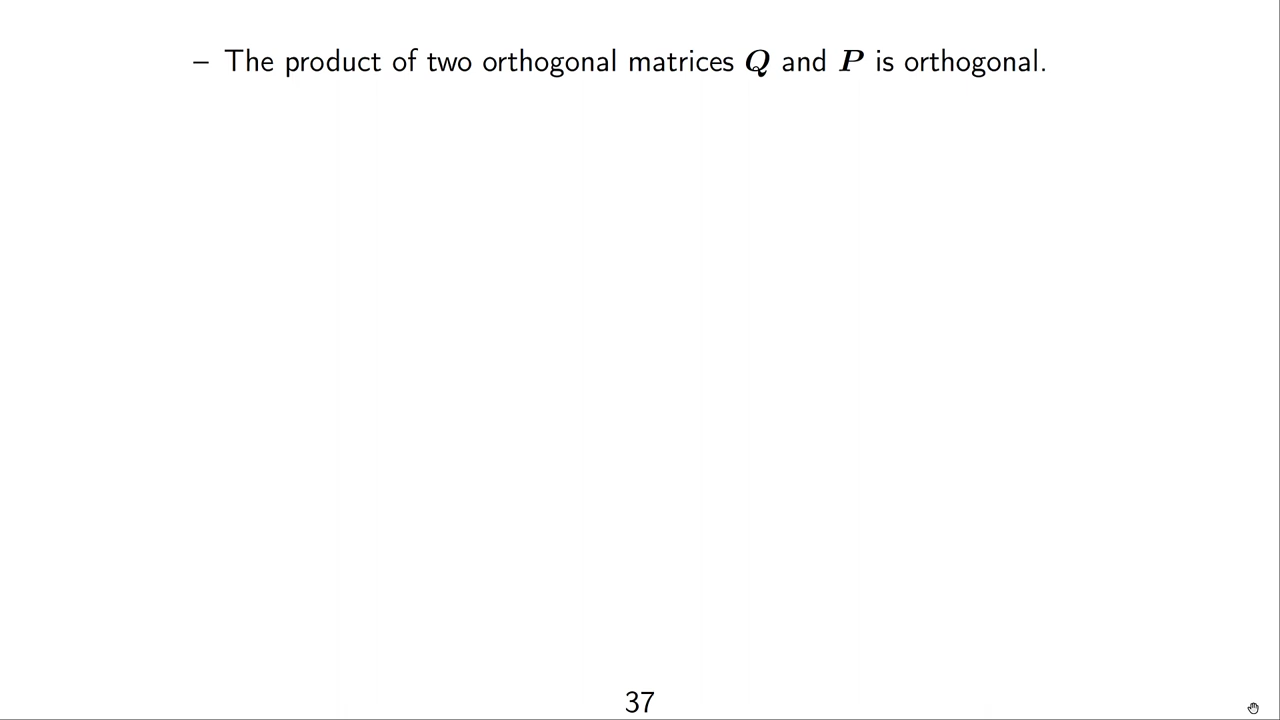 – The product of two orthogonal matrices Q and P is orthogonal.
37